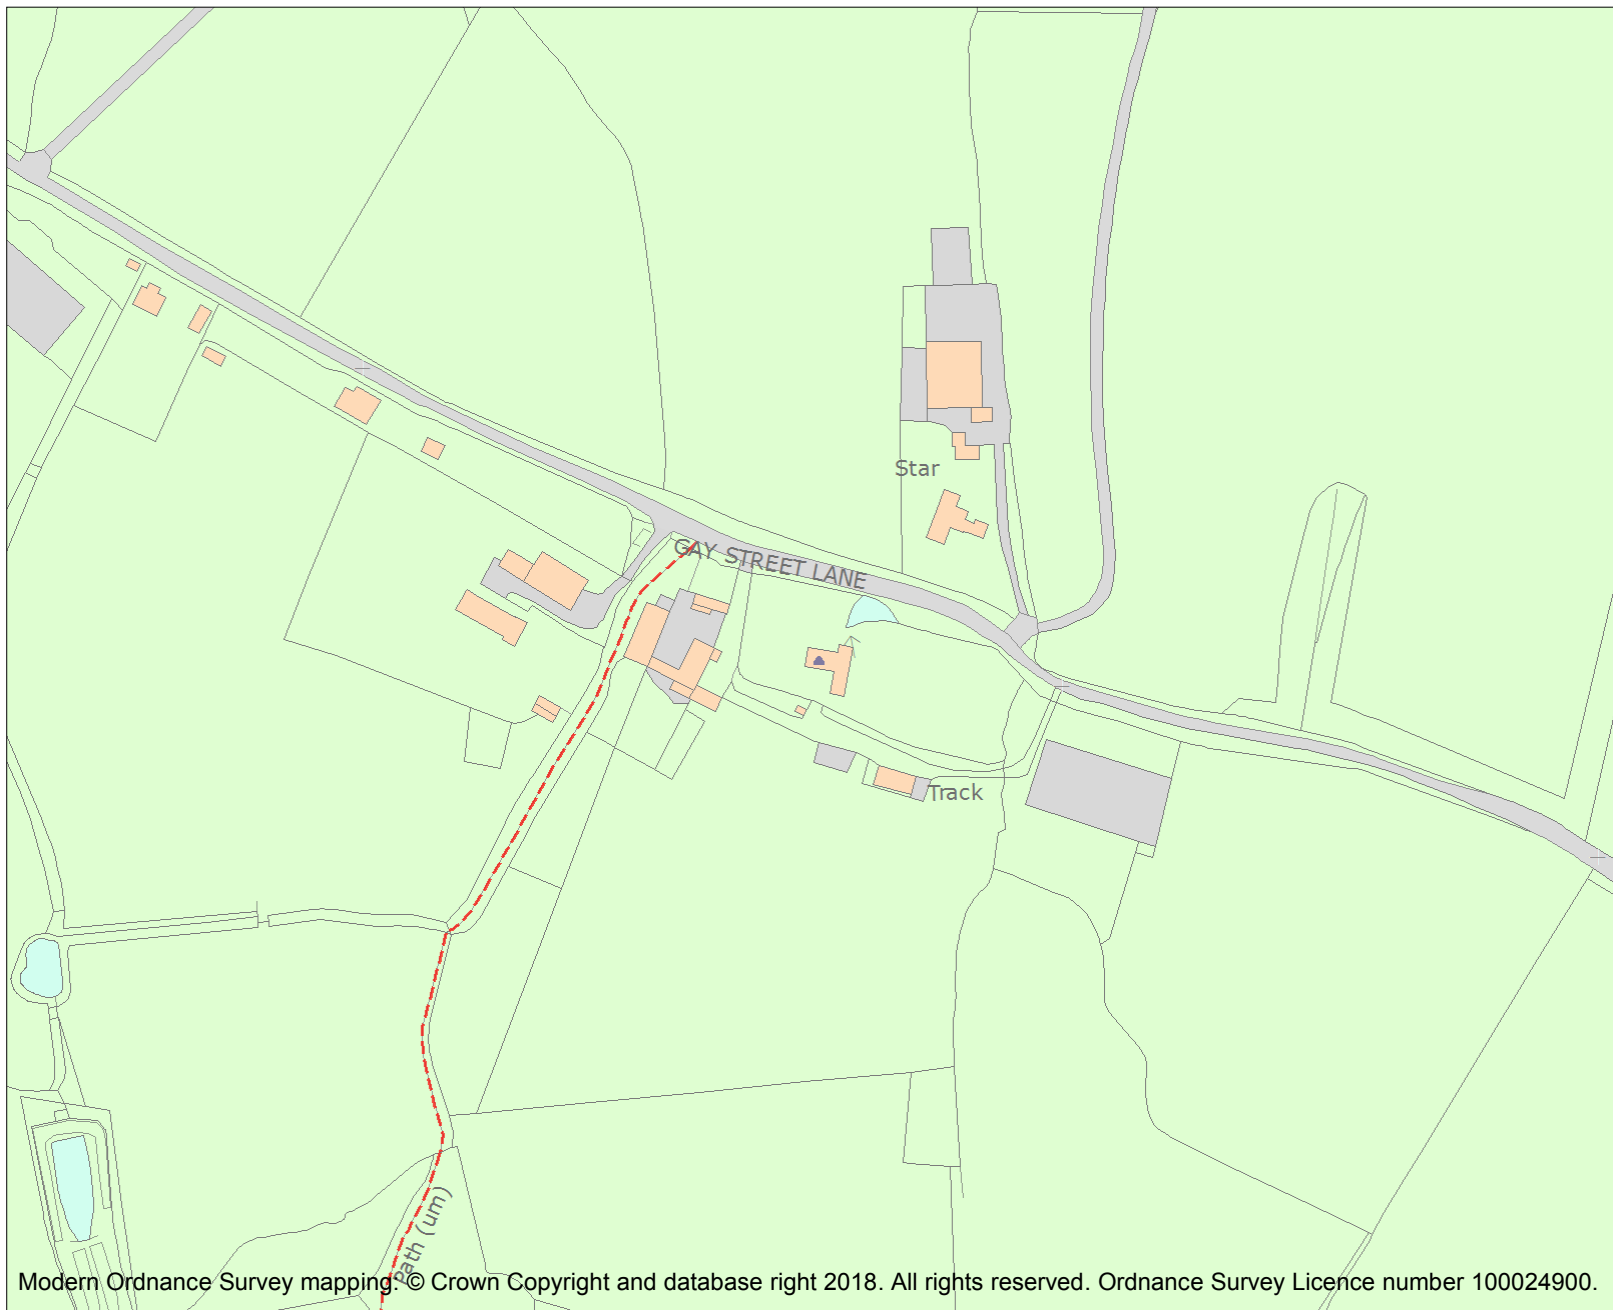 Star
GAY STREET LANE
Track
Path (um)
Modern Ordnance Survey mapping: © Crown Copyright and database right 2018. All rights reserved. Ordnance Survey Licence number 100024900.